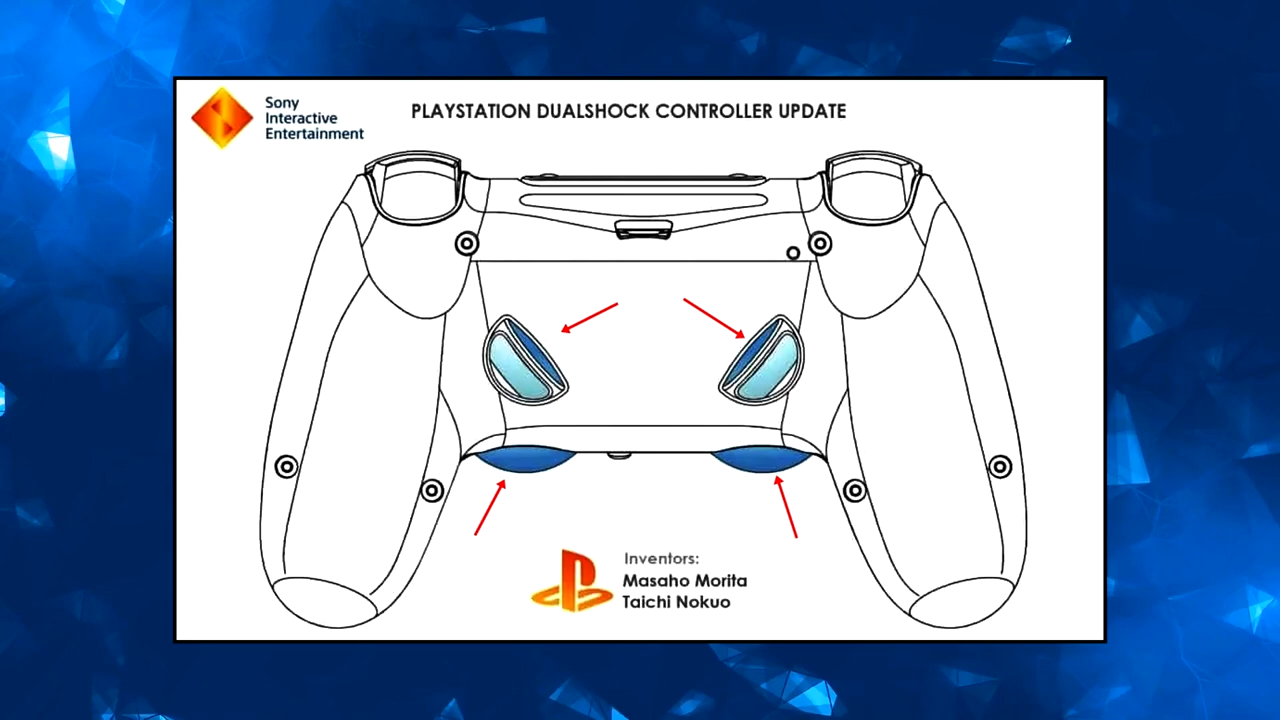 Sony
Interactive
Entertainment
PLAYSTATION DUALSHOCK CONTROLLER UPDATE
Inventors:
Masaho Morita
Taichi Nokuo